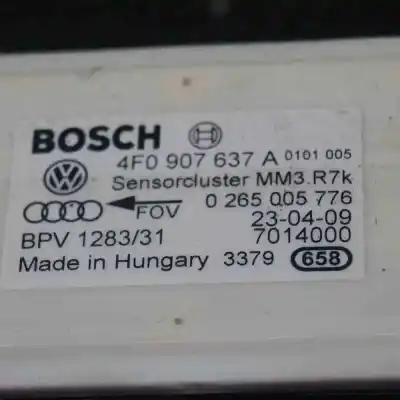 BOSCH
4F0 907 637 A 0101 005
Sensorcluster MM3.R7k
FOV 0 265 005 776
23-04-09
BPV 1283/31 7014000
Made in Hungary 3379 658